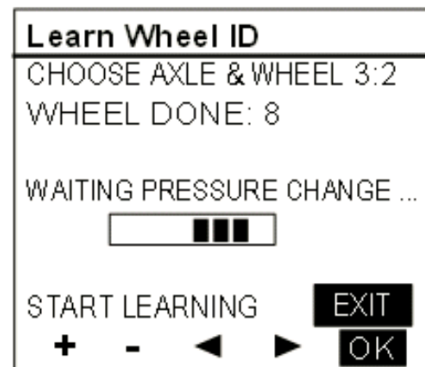 Learn Wheel ID
CHOOSE AXLE & WHEEL 3:2
WHEEL DONE: 8
WAITING PRESSURE CHANGE ...
START LEARNING EXIT
+ - ◀ ▶ OK